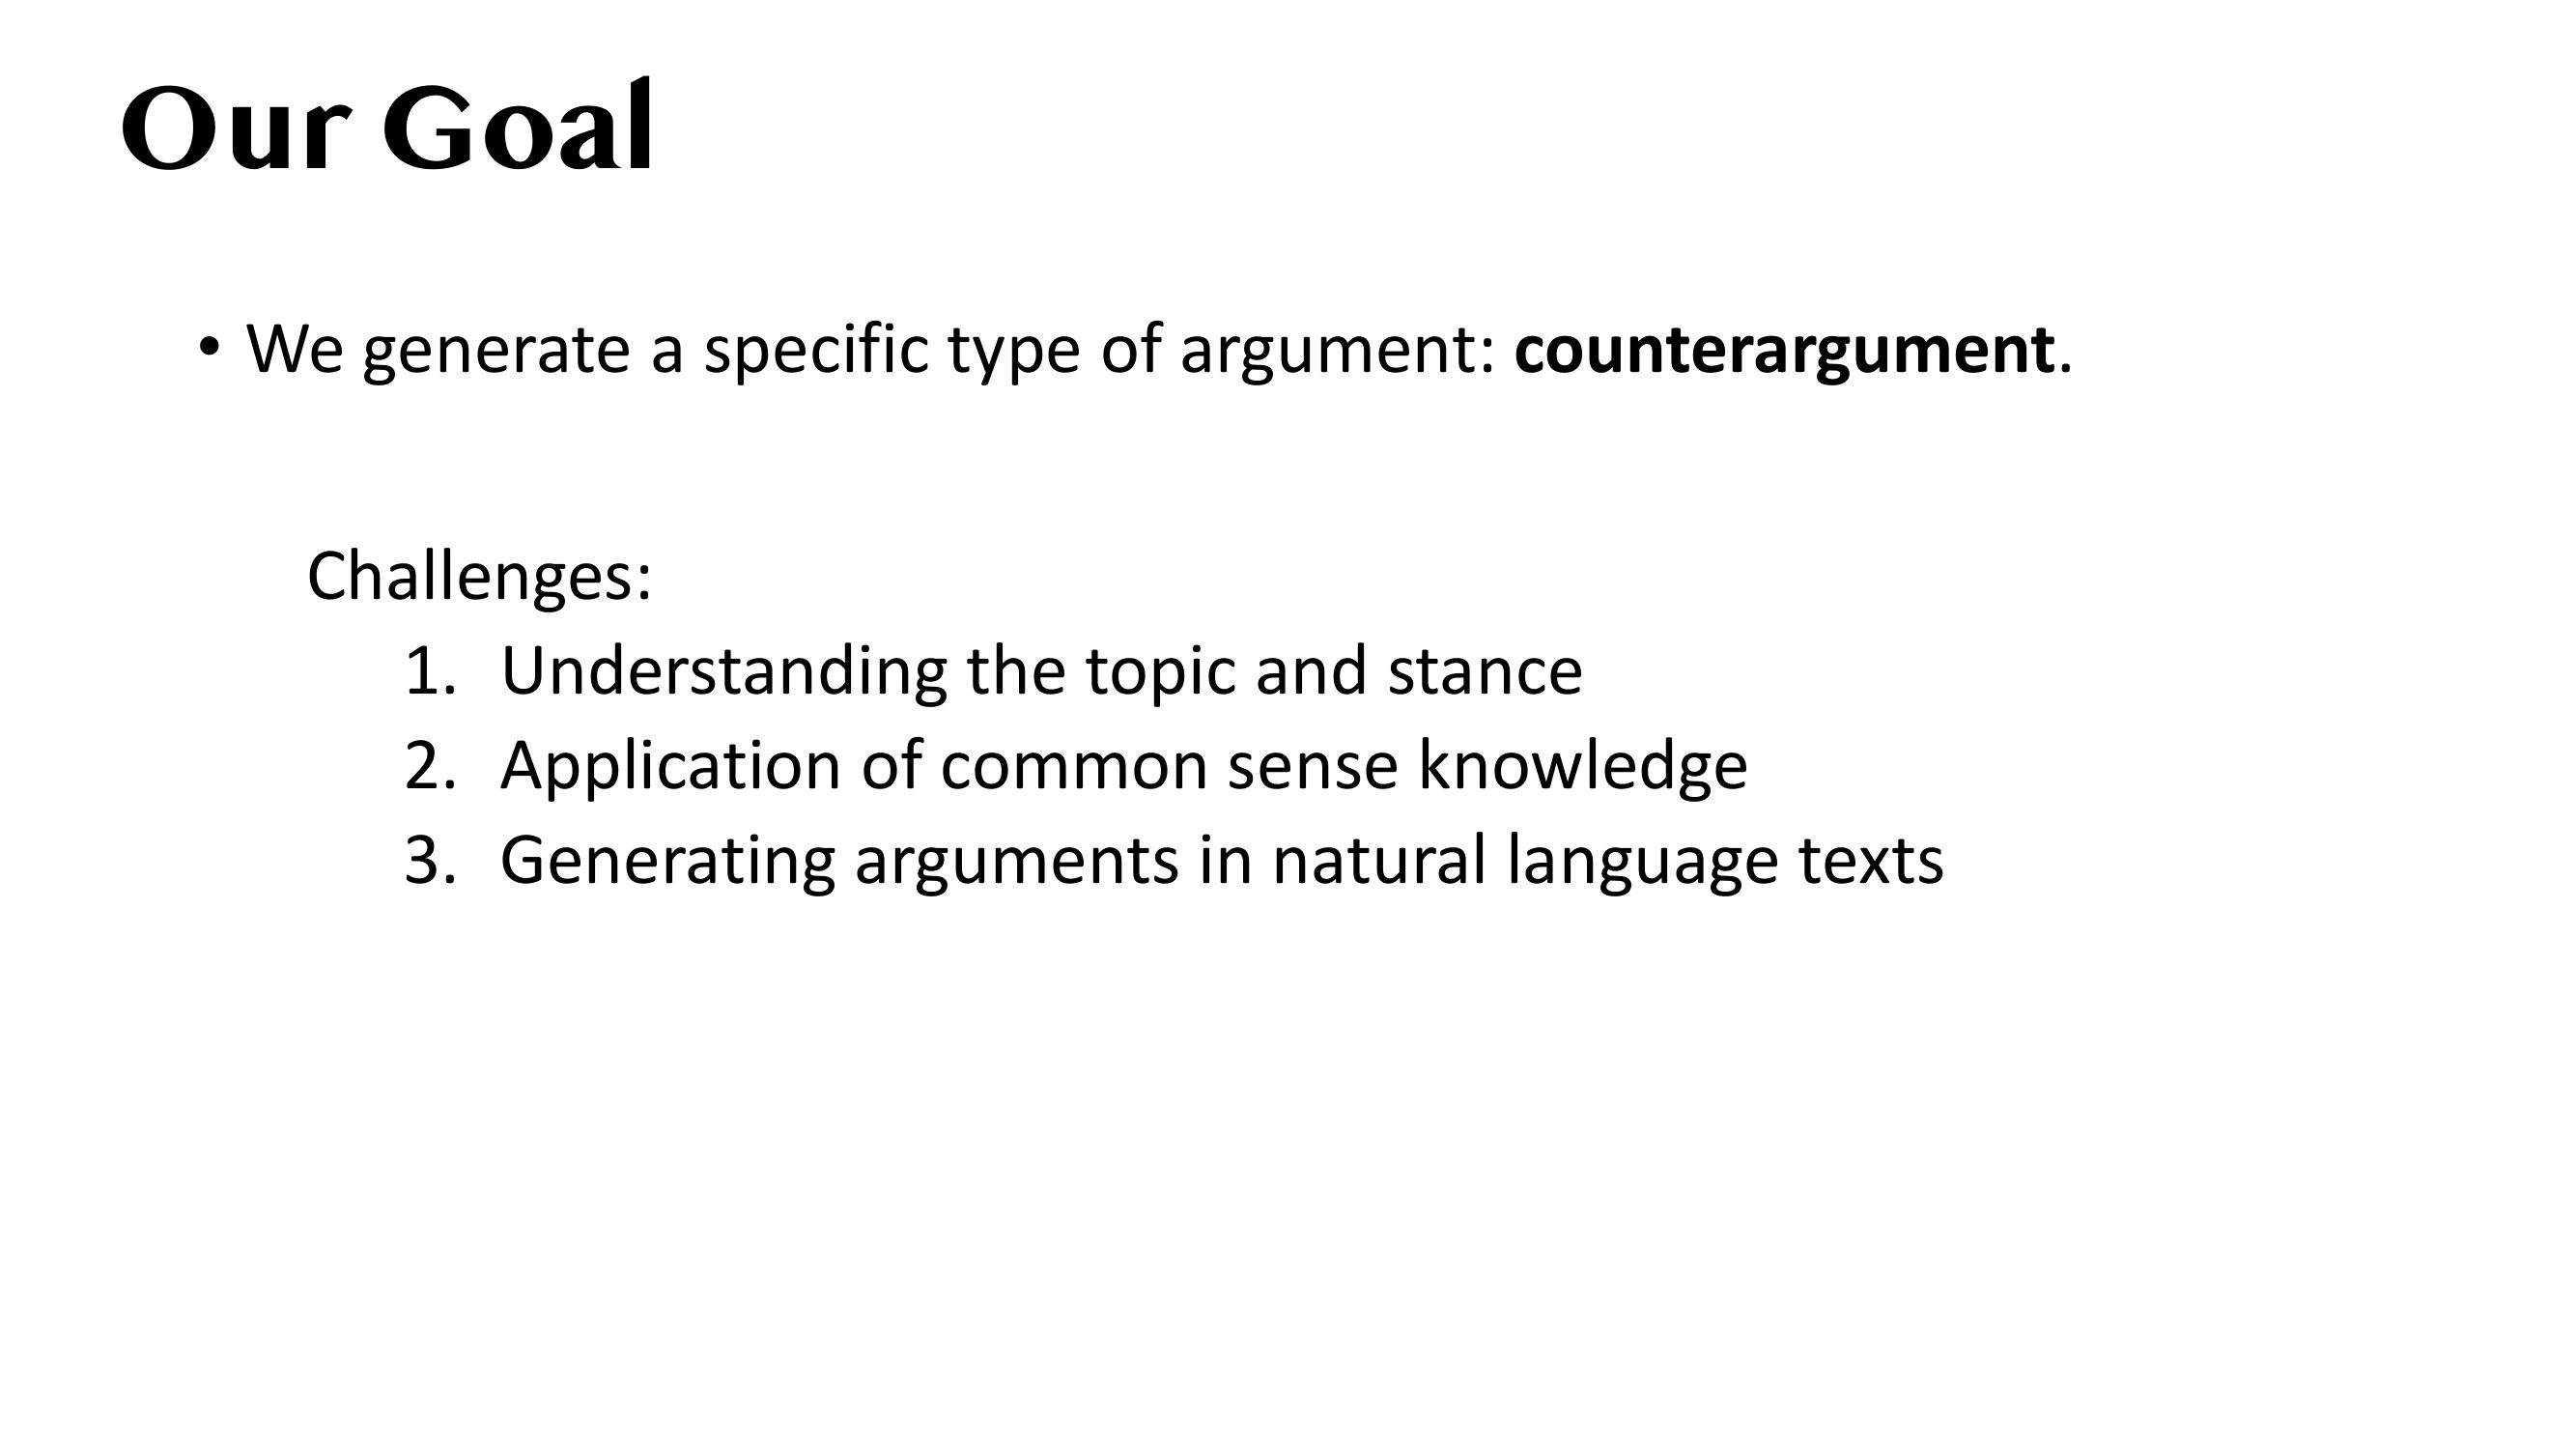 Our Goal
• We generate a specific type of argument: counterargument.
Challenges:
1. Understanding the topic and stance
2. Application of common sense knowledge
3. Generating arguments in natural language texts